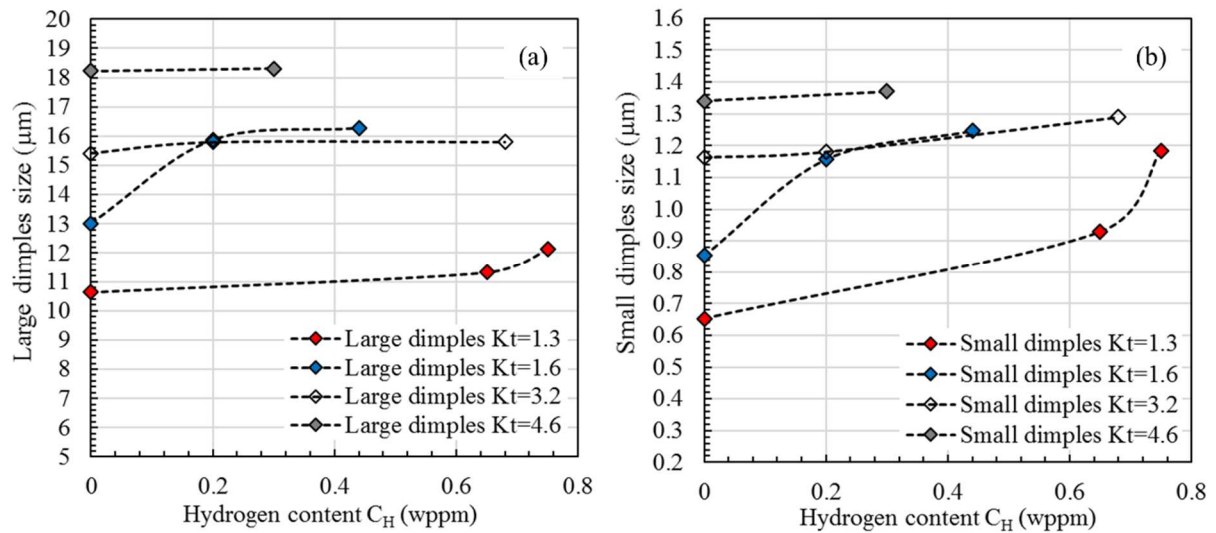 (a)
Large dimples size (μm)
20
19
18
17
16
15
14
13
12
11
10
9
8
7
6
5
Large dimples Kt=1.3
Large dimples Kt=1.6
Large dimples Kt=3.2
Large dimples Kt=4.6
0 0.2 0.4 0.6 0.8
Hydrogen content CH (wppm)
(b)
Small dimples size (μm)
1.6
1.5
1.4
1.3
1.2
1.1
1.0
0.9
0.8
0.7
0.6
0.5
0.4
0.3
0.2
Small dimples Kt=1.3
Small dimples Kt=1.6
Small dimples Kt=3.2
Small dimples Kt=4.6
0 0.2 0.4 0.6 0.8
Hydrogen content CH (wppm)